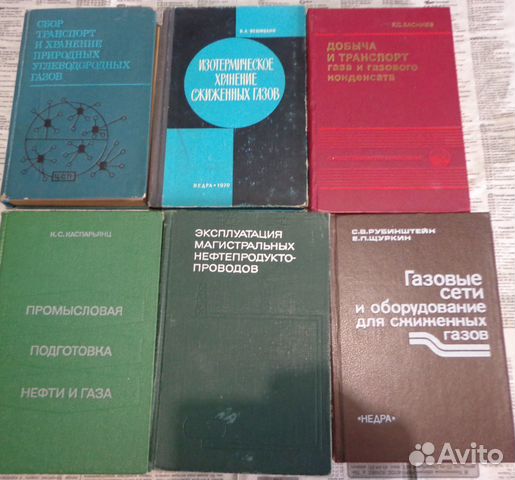 СБОР
ТРАНСПОРТ
И ХРАНЕНИЕ
ПРИРОДНЫХ
УГЛЕВОДОРОДНЫХ
ГАЗОВ
ЦСП
ИЗОТЕРМИЧЕСКОЕ
ХРАНЕНИЕ
СЖИЖЕННЫХ ГАЗОВ
НЕДРА • 1970
ДОБЫЧА
И ТРАНСПОРТ
газа и газового
конденсата
К.С. КАСПАРЬЯНЦ
ПРОМЫСЛОВАЯ
ПОДГОТОВКА
НЕФТИ И ГАЗА
ЭКСПЛУАТАЦИЯ
МАГИСТРАЛЬНЫХ
НЕФТЕПРОДУКТО-
ПРОВОДОВ
С.В. РУБИНШТЕЙН
Е.П. ЩУРКИН
Газовые
сети
и оборудование
для сжиженных
газов
«НЕДРА»
Avito